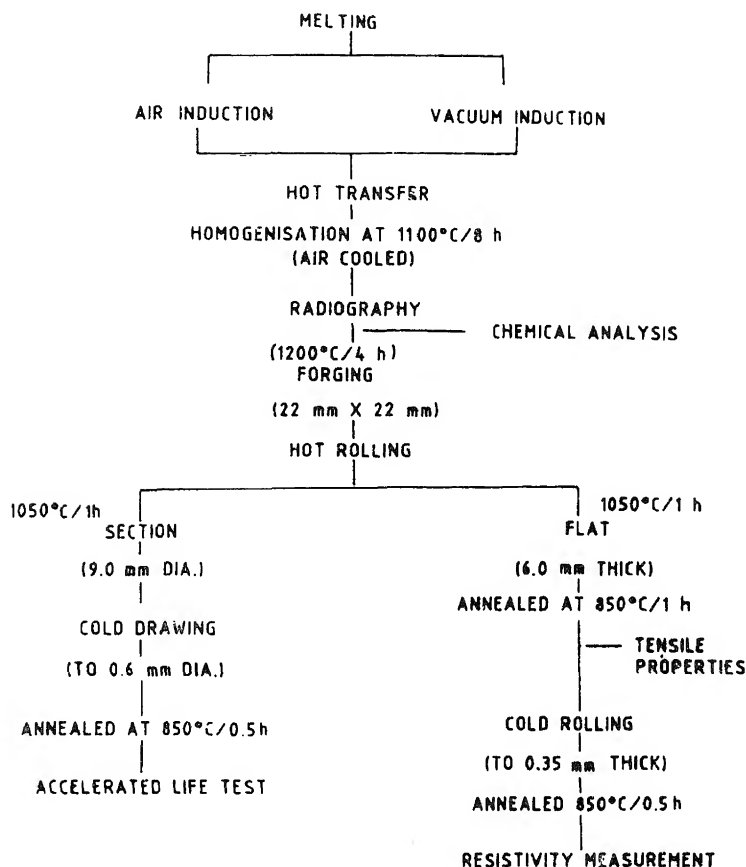 MELTING
AIR INDUCTION
VACUUM INDUCTION
HOT TRANSFER
HOMOGENISATION AT 1100°C/8 h
(AIR COOLED)
RADIOGRAPHY
CHEMICAL ANALYSIS
(1200°C/4 h)
FORGING
(22 mm X 22 mm)
HOT ROLLING
1050°C/1h
SECTION
(9.0 mm DIA.)
COLD DRAWING
(TO 0.6 mm DIA.)
ANNEALED AT 850°C/0.5h
ACCELERATED LIFE TEST
1050°C/1 h
FLAT
(6.0 mm THICK)
ANNEALED AT 850°C/1 h
TENSILE
PROPERTIES
COLD ROLLING
(TO 0.35 mm THICK)
ANNEALED 850°C/0.5h
RESISTIVITY MEASUREMENT